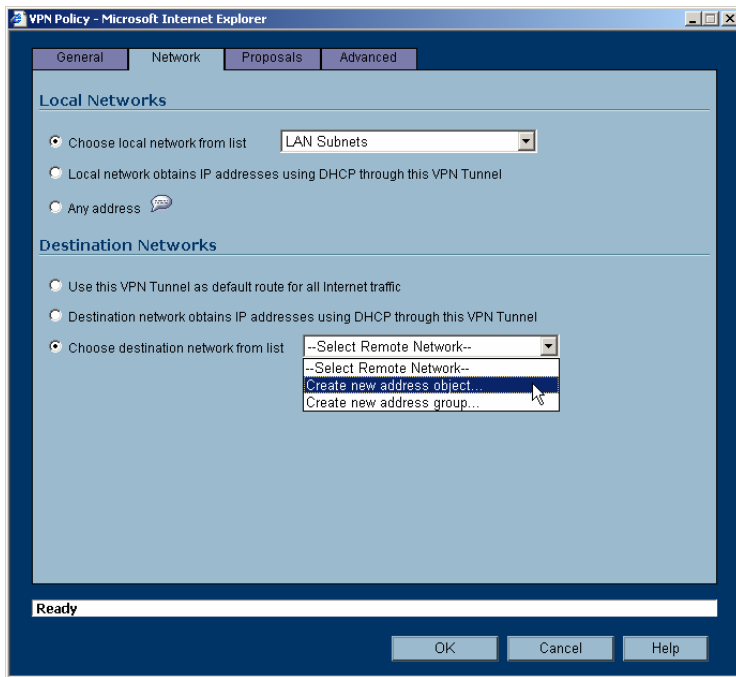 VPN Policy - Microsoft Internet Explorer
General Network Proposals Advanced
Local Networks
Choose local network from list LAN Subnets
Local network obtains IP addresses using DHCP through this VPN Tunnel
Any address
Destination Networks
Use this VPN Tunnel as default route for all Internet traffic
Destination network obtains IP addresses using DHCP through this VPN Tunnel
Choose destination network from list --Select Remote Network--
--Select Remote Network--
Create new address object...
Create new address group...
Ready
OK Cancel Help